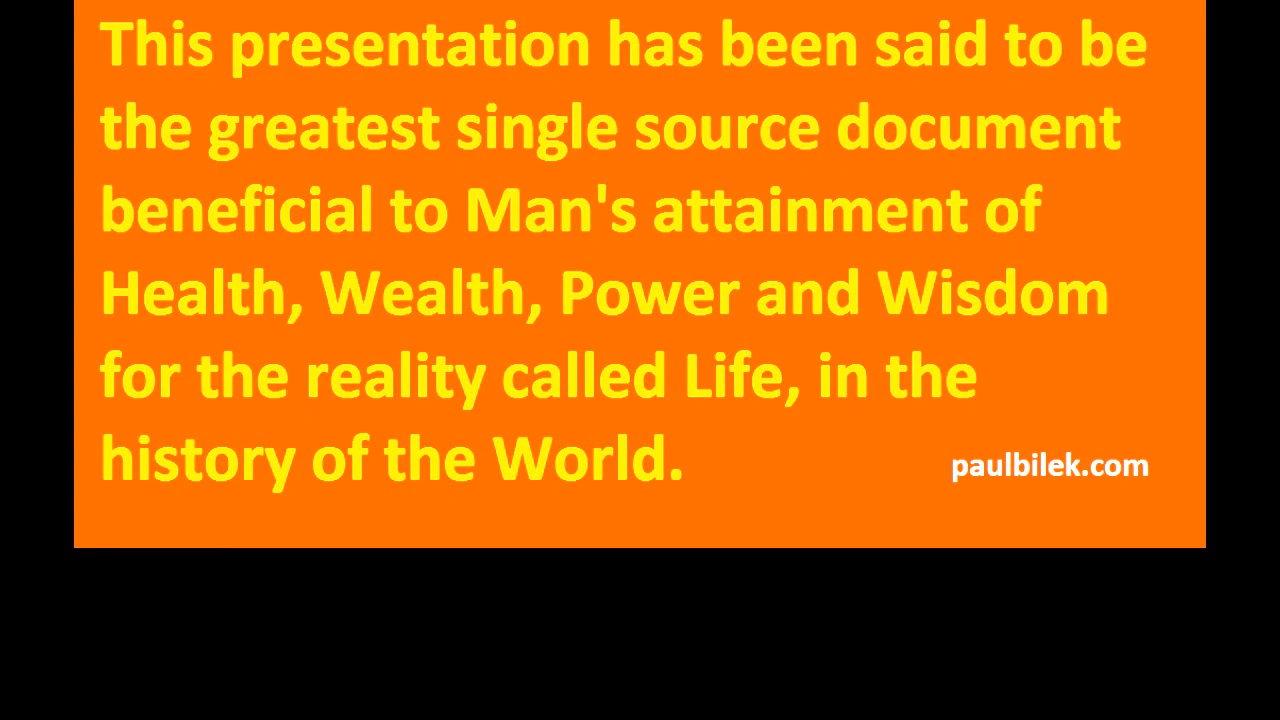 This presentation has been said to be
the greatest single source document
beneficial to Man's attainment of
Health, Wealth, Power and Wisdom
for the reality called Life, in the
history of the World.
paulbilek.com